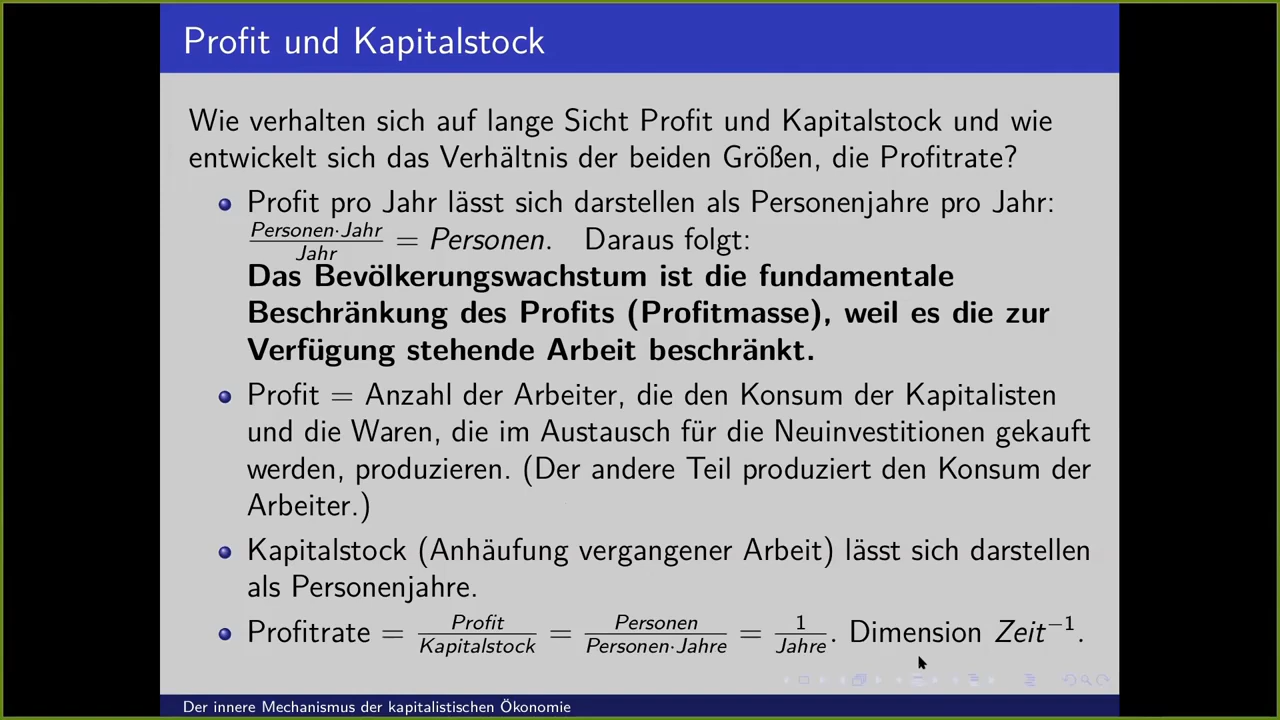 Profit und Kapitalstock
Wie verhalten sich auf lange Sicht Profit und Kapitalstock und wie
entwickelt sich das Verhältnis der beiden Größen, die Profitrate?
Profit pro Jahr lässt sich darstellen als Personenjahre pro Jahr:
Personen·Jahr / Jahr = Personen. Daraus folgt:
Das Bevölkerungswachstum ist die fundamentale
Beschränkung des Profits (Profitmasse), weil es die zur
Verfügung stehende Arbeit beschränkt.
Profit = Anzahl der Arbeiter, die den Konsum der Kapitalisten
und die Waren, die im Austausch für die Neuinvestitionen gekauft
werden, produzieren. (Der andere Teil produziert den Konsum der
Arbeiter.)
Kapitalstock (Anhäufung vergangener Arbeit) lässt sich darstellen
als Personenjahre.
Profitrate = Profit / Kapitalstock = Personen / Personen·Jahre = 1 / Jahre. Dimension Zeit⁻¹.
Der innere Mechanismus der kapitalistischen Ökonomie